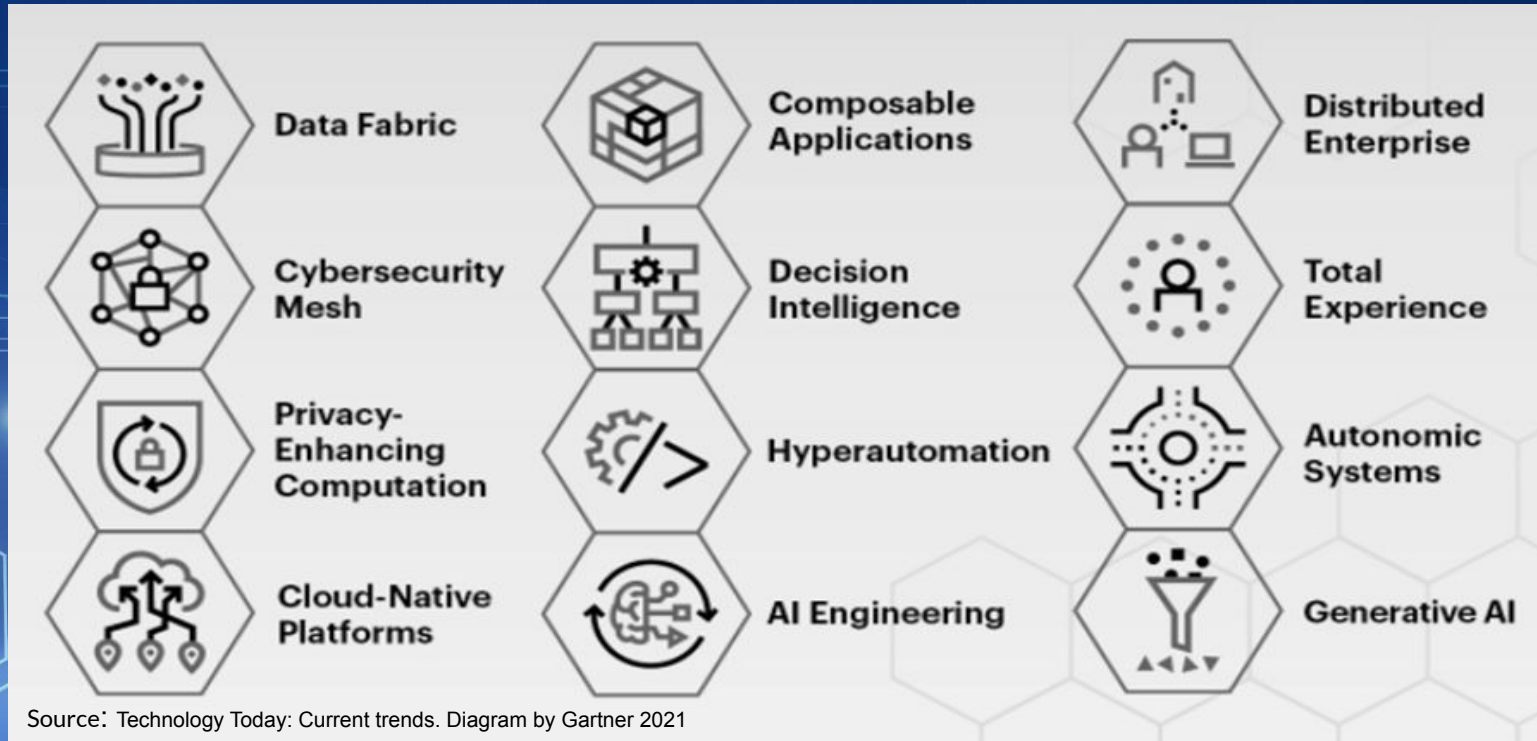 Data Fabric
Cybersecurity
Mesh
Privacy-
Enhancing
Computation
Cloud-Native
Platforms
Composable
Applications
Decision
Intelligence
Hyperautomation
AI Engineering
Distributed
Enterprise
Total
Experience
Autonomic
Systems
Generative AI
Source: Technology Today: Current trends. Diagram by Gartner 2021